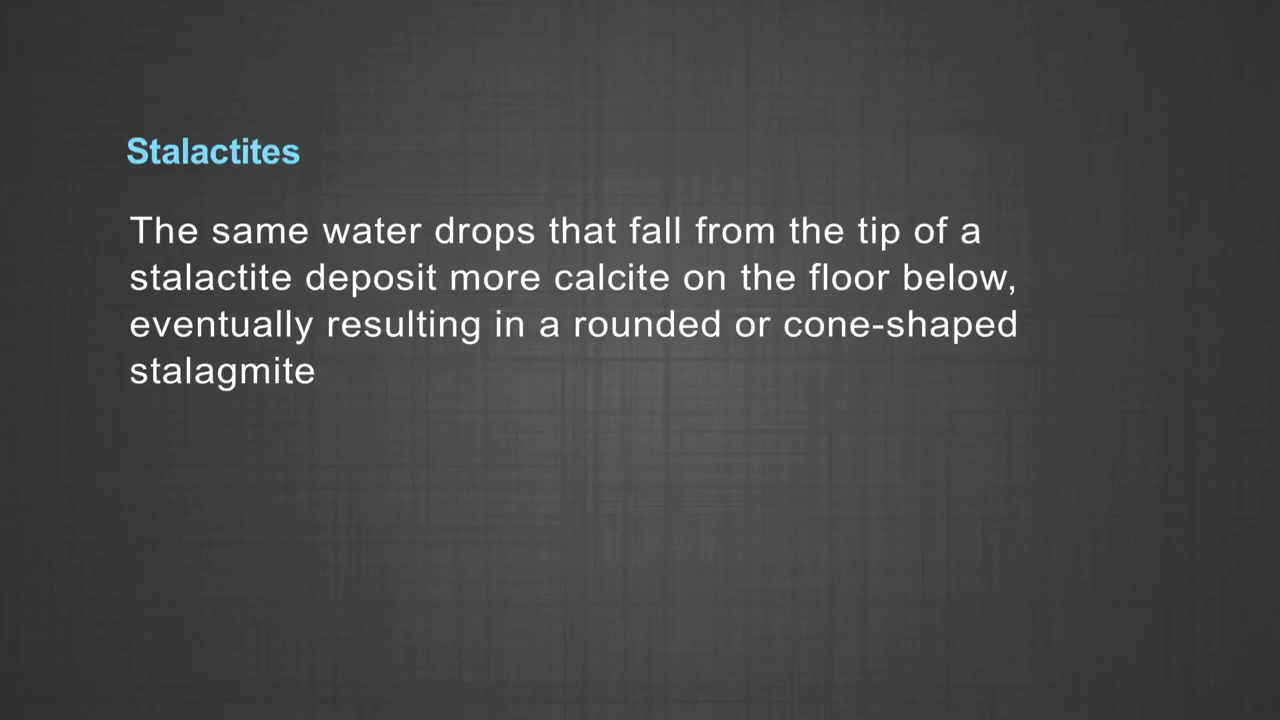 Stalactites
The same water drops that fall from the tip of a
stalactite deposit more calcite on the floor below,
eventually resulting in a rounded or cone-shaped
stalagmite